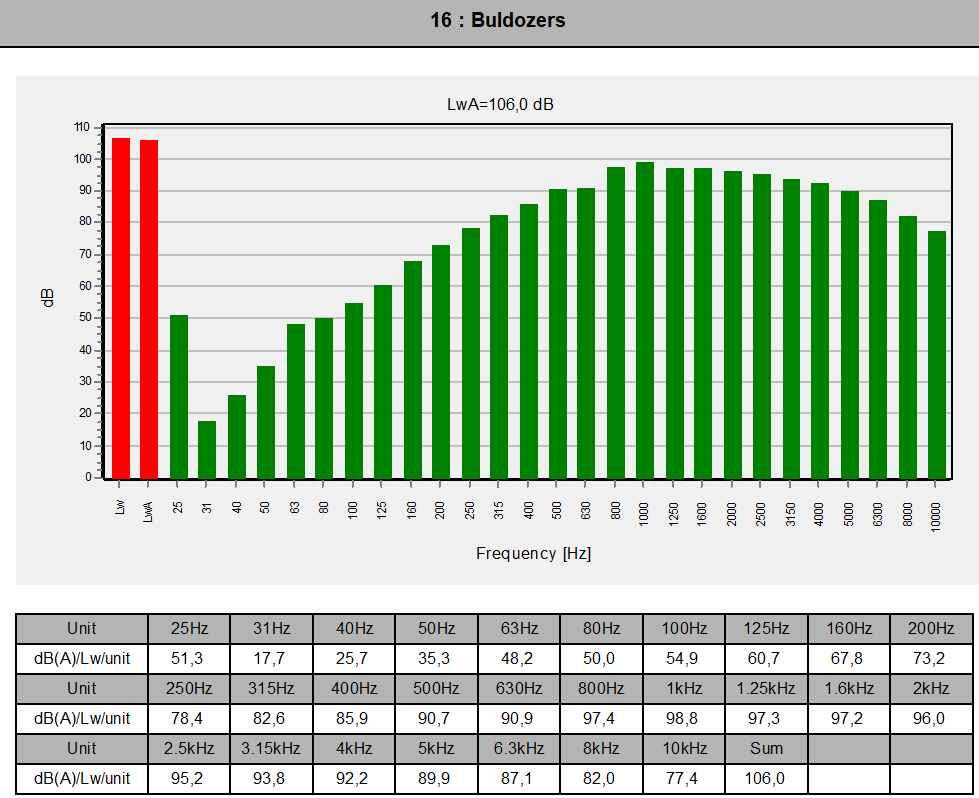 16 : Buldozers
LwA=106,0 dB
110
100
90
80
70
60
50
40
30
20
10
0
dB
Lw LwA 25 31 40 50 63 80 100 125 160 200 250 315 400 500 630 800 1000 1250 1600 2000 2500 3150 4000 5000 6300 8000 10000
Frequency [Hz]
Unit 25Hz 31Hz 40Hz 50Hz 63Hz 80Hz 100Hz 125Hz 160Hz 200Hz
dB(A)/Lw/unit 51,3 17,7 25,7 35,3 48,2 50,0 54,9 60,7 67,8 73,2
Unit 250Hz 315Hz 400Hz 500Hz 630Hz 800Hz 1kHz 1.25kHz 1.6kHz 2kHz
dB(A)/Lw/unit 78,4 82,6 85,9 90,7 90,9 97,4 98,8 97,3 97,2 96,0
Unit 2.5kHz 3.15kHz 4kHz 5kHz 6.3kHz 8kHz 10kHz Sum
dB(A)/Lw/unit 95,2 93,8 92,2 89,9 87,1 82,0 77,4 106,0